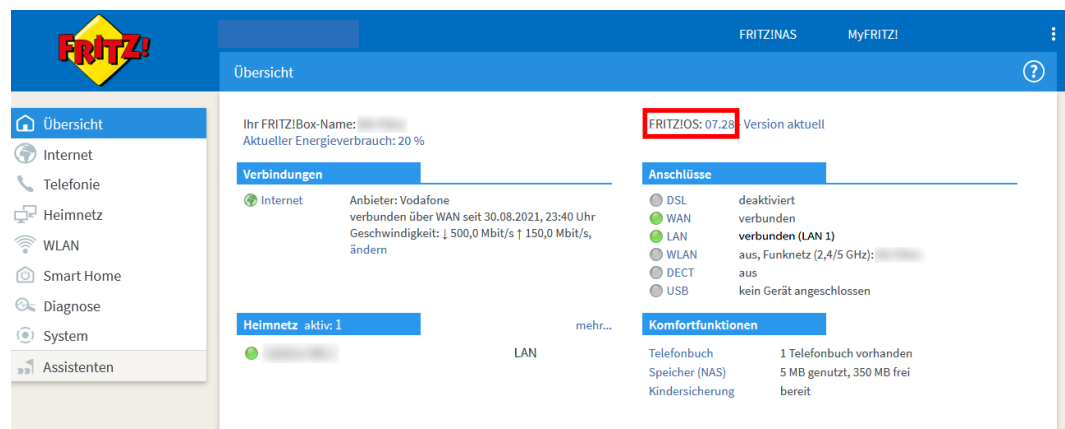 FRITZ!
FRITZ!NAS
MyFRITZ!
Übersicht
?
Übersicht
Internet
Telefonie
Heimnetz
WLAN
Smart Home
Diagnose
System
Assistenten
Ihr FRITZ!Box-Name:
Aktueller Energieverbrauch: 20 %
FRITZ!OS: 07.28 Version aktuell
Verbindungen
Internet Anbieter: Vodafone
verbunden über WAN seit 30.08.2021, 23:40 Uhr
Geschwindigkeit: ↓ 500,0 Mbit/s ↑ 150,0 Mbit/s,
ändern
Anschlüsse
DSL deaktiviert
WAN verbunden
LAN verbunden (LAN 1)
WLAN aus, Funknetz (2,4/5 GHz):
DECT aus
USB kein Gerät angeschlossen
Heimnetz aktiv: 1 mehr...
LAN
Komfortfunktionen
Telefonbuch 1 Telefonbuch vorhanden
Speicher (NAS) 5 MB genutzt, 350 MB frei
Kindersicherung bereit